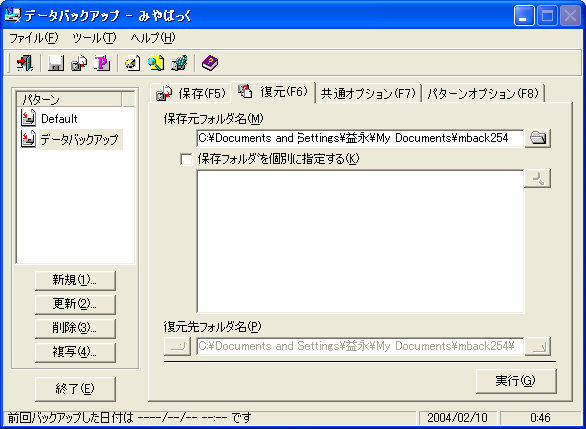 データバックアップ - みやばっく
ファイル(F) ツール(T) ヘルプ(H)
パターン
Default
データバックアップ
新規(1)...
更新(2)...
削除(3)...
複写(4)...
終了(E)
保存(F5) 復元(F6) 共通オプション(F7) パターンオプション(F8)
保存元フォルダ名(M)
C:¥Documents and Settings¥益永¥My Documents¥mback254
保存フォルダを個別に指定する(K)
復元先フォルダ名(P)
C:¥Documents and Settings¥益永¥My Documents¥mback254¥
実行(G)
前回バックアップした日付は ----/--/-- --:-- です 2004/02/10 0:46